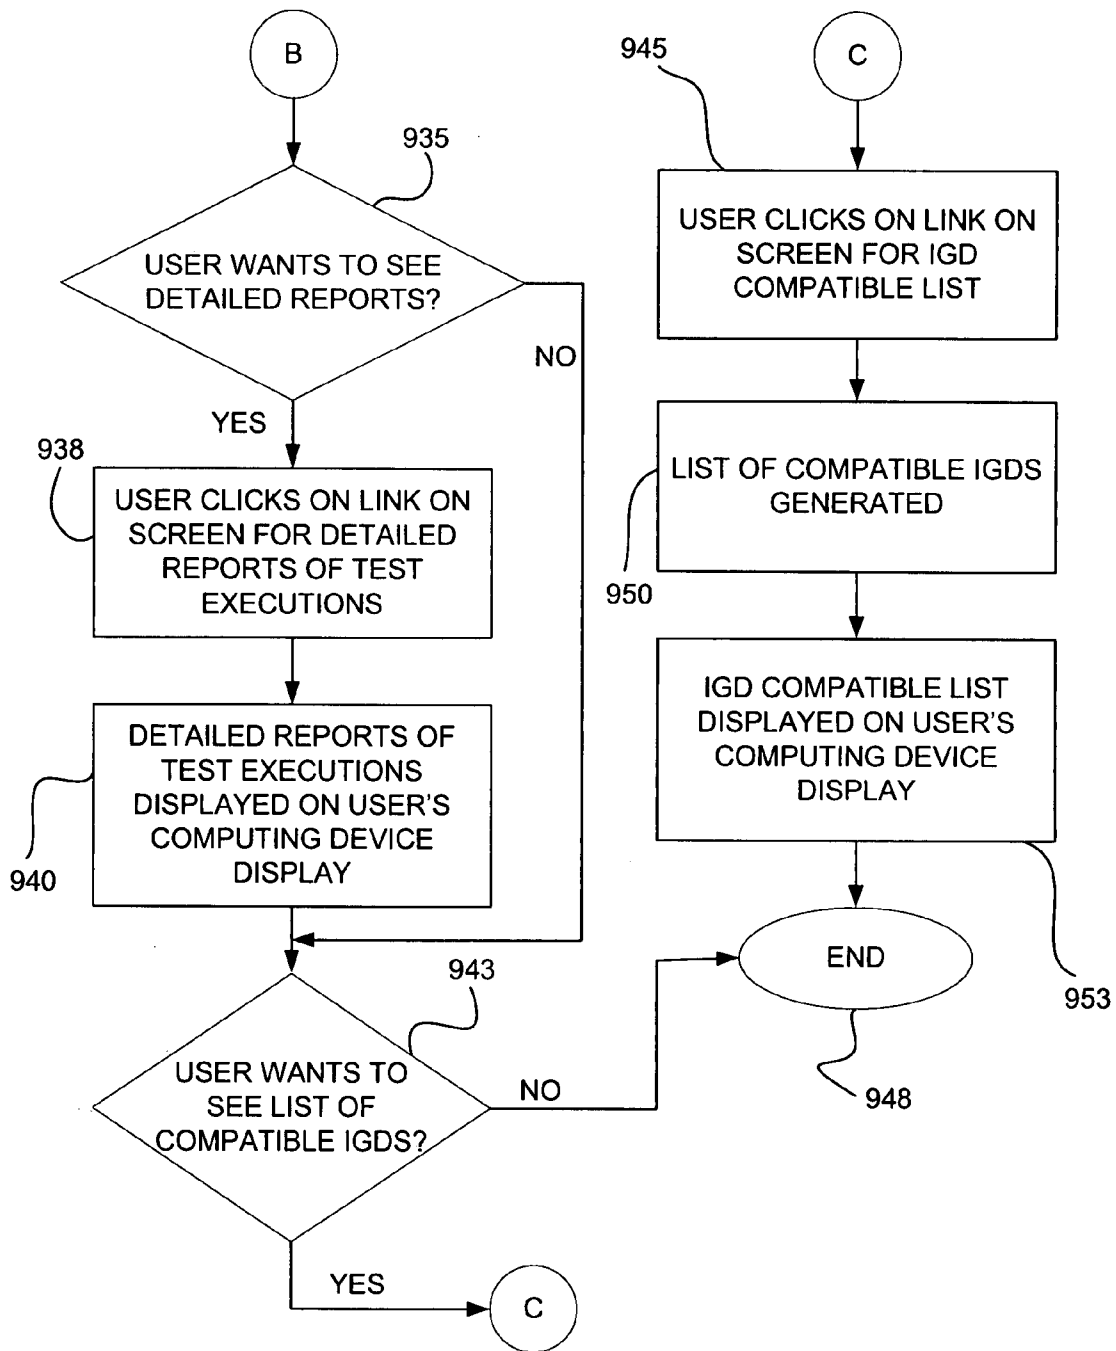 B
935
USER WANTS TO SEE
DETAILED REPORTS?
NO
YES
938
USER CLICKS ON LINK ON
SCREEN FOR DETAILED
REPORTS OF TEST
EXECUTIONS
DETAILED REPORTS OF
TEST EXECUTIONS
DISPLAYED ON USER'S
COMPUTING DEVICE
DISPLAY
940
943
USER WANTS TO
SEE LIST OF
COMPATIBLE IGDS?
NO
YES
C
945
C
USER CLICKS ON LINK ON
SCREEN FOR IGD
COMPATIBLE LIST
LIST OF COMPATIBLE IGDS
GENERATED
950
IGD COMPATIBLE LIST
DISPLAYED ON USER'S
COMPUTING DEVICE
DISPLAY
953
END
948